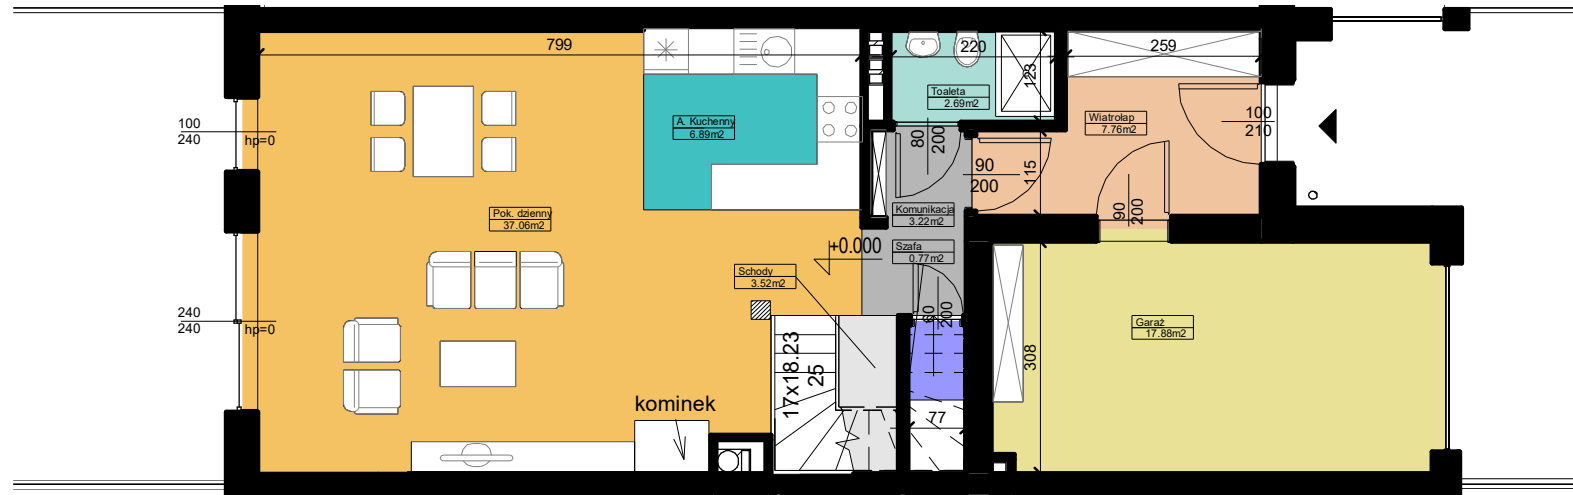 799
220
259
123
Toaleta
2.69m2
Wiatrołap
7.76m2
100
210
100
240
hp=0
A. Kuchenny
6.89m2
80
200
90
200
115
90
200
Pok. dzienny
37.06m2
Komunikacja
3.22m2
+0.000
Szafa
0.77m2
Schody
3.52m2
240
240
hp=0
60
200
Garaż
17.88m2
308
17x18.23
25
kominek
77